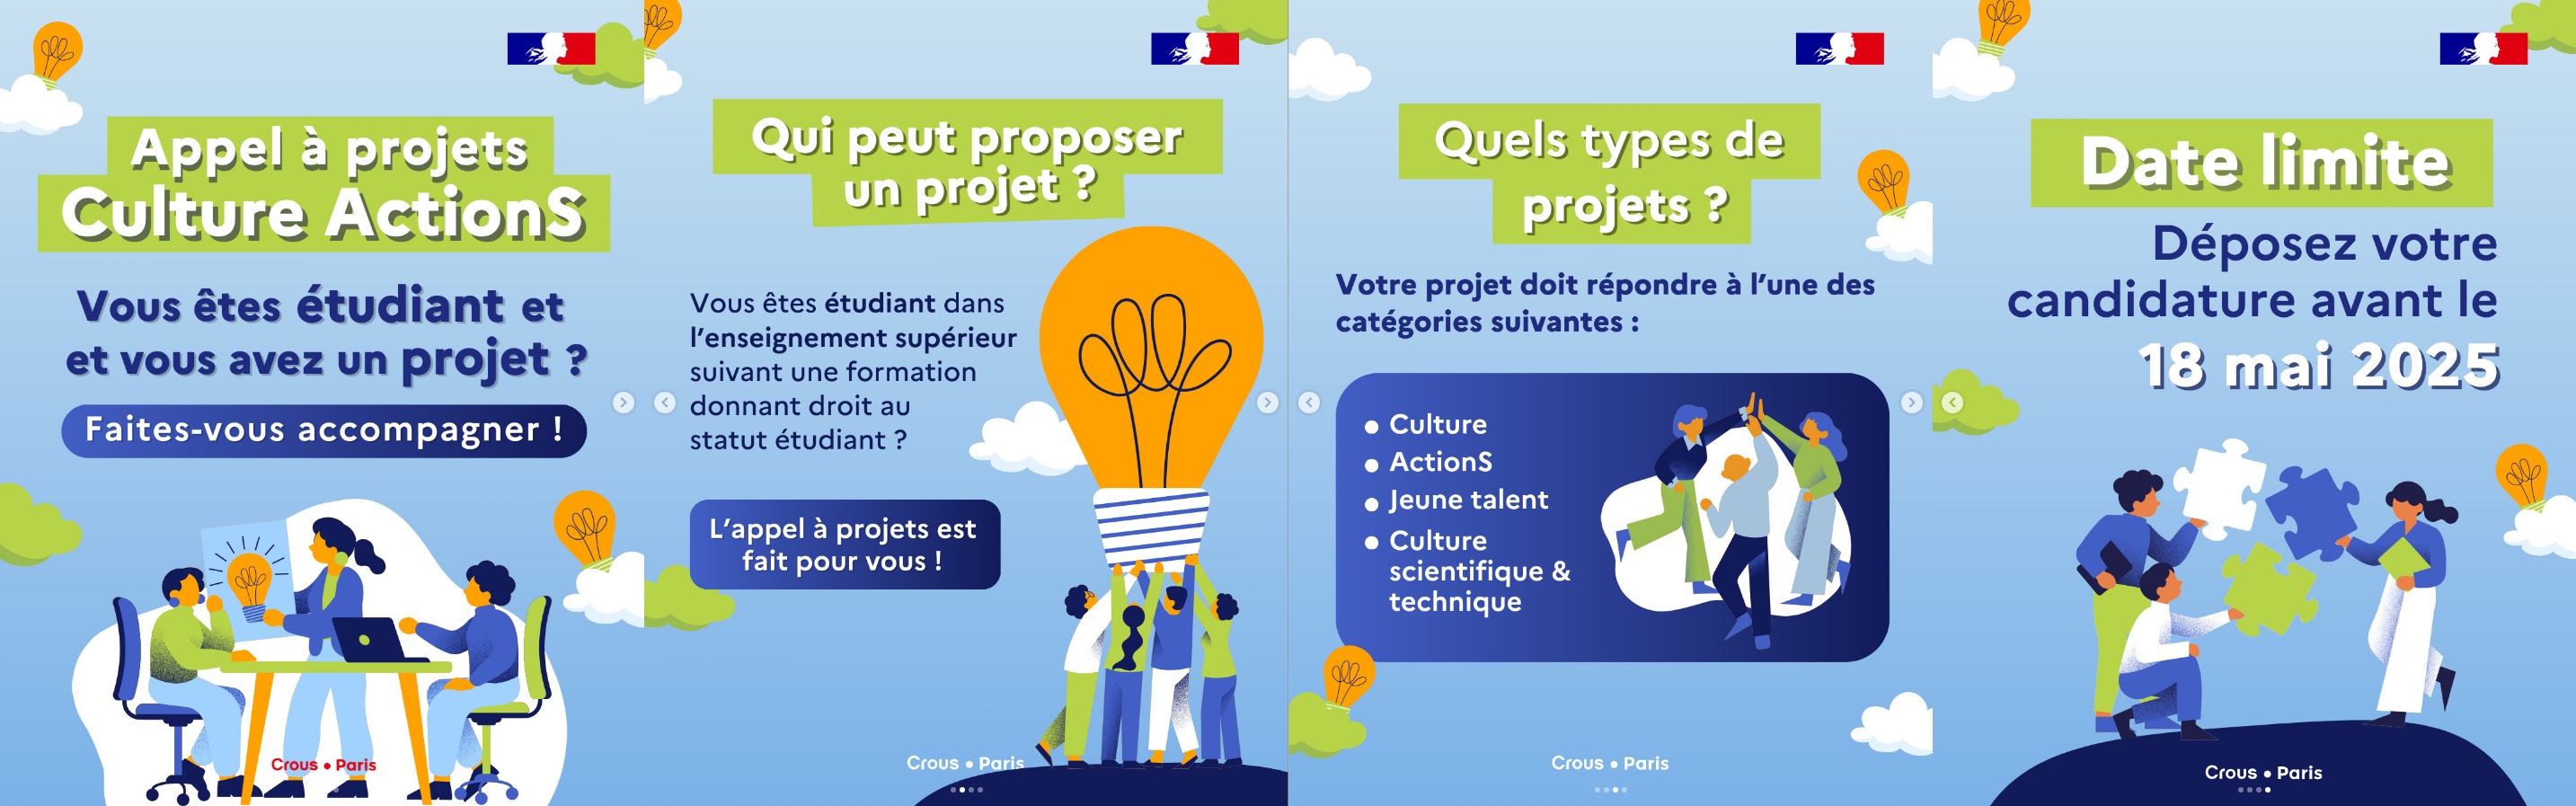 Appel à projets
Culture ActionS
Vous êtes étudiant et
et vous avez un projet ?
Faites-vous accompagner !
Crous • Paris
Qui peut proposer
un projet ?
Vous êtes étudiant dans
l'enseignement supérieur
suivant une formation
donnant droit au
statut étudiant ?
L'appel à projets est
fait pour vous !
Crous • Paris
Quels types de
projets ?
Votre projet doit répondre à l'une des
catégories suivantes :
• Culture
• ActionS
• Jeune talent
• Culture
scientifique &
technique
Crous • Paris
Date limite
Déposez votre
candidature avant le
18 mai 2025
Crous • Paris